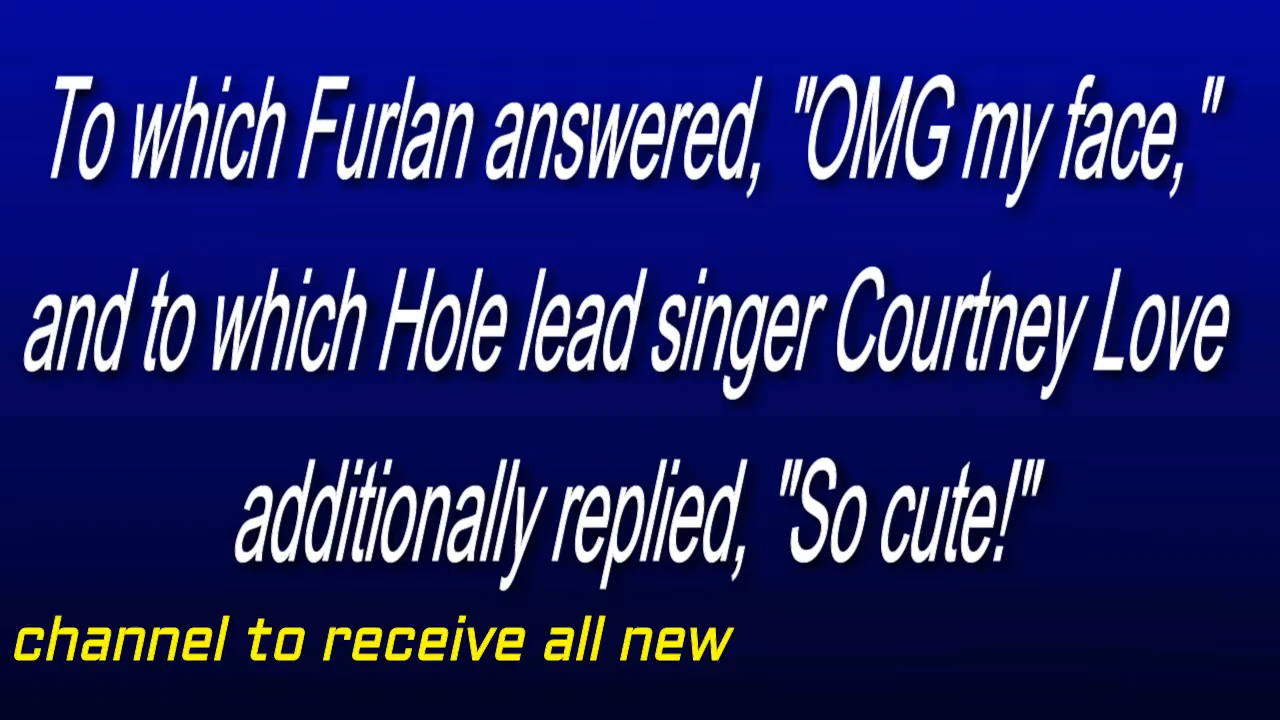 To which Furlan answered, "OMG my face,"
and to which Hole lead singer Courtney Love
additionally replied, "So cute!"
channel to receive all new